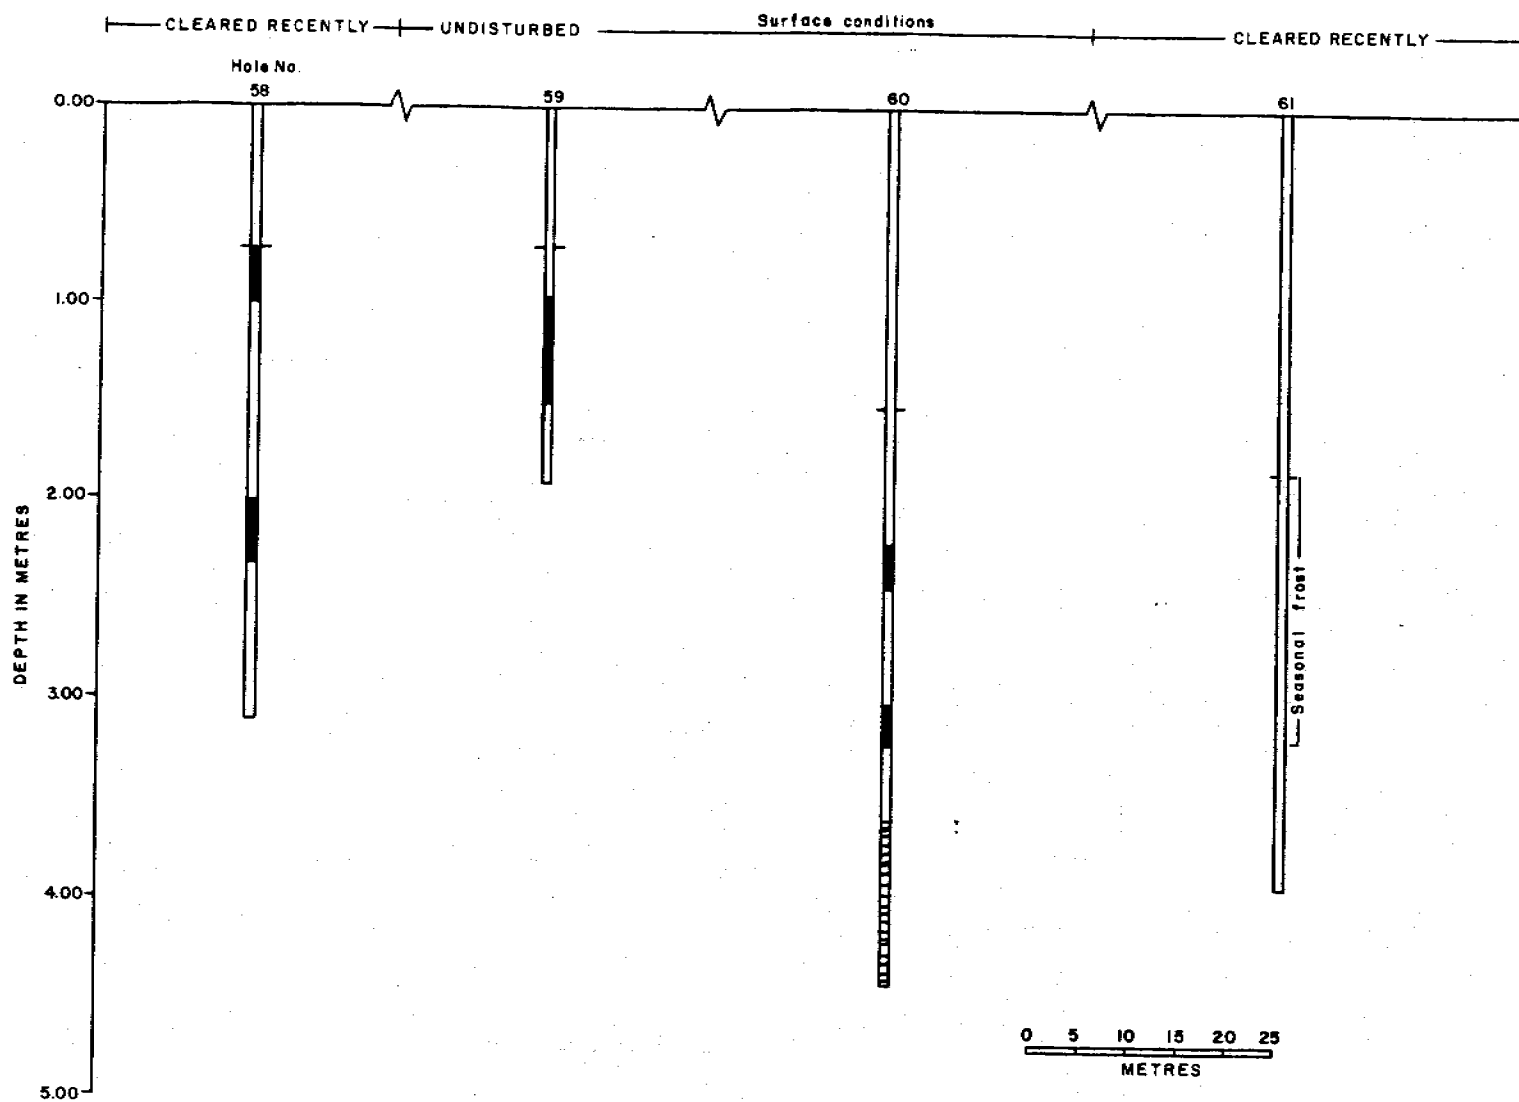 Surface conditions
CLEARED RECENTLY UNDISTURBED CLEARED RECENTLY
Hole No.
58 59 60 61
0.00
1.00
2.00
3.00
4.00
5.00
DEPTH IN METRES
Seasonal frost
0 5 10 15 20 25
METRES